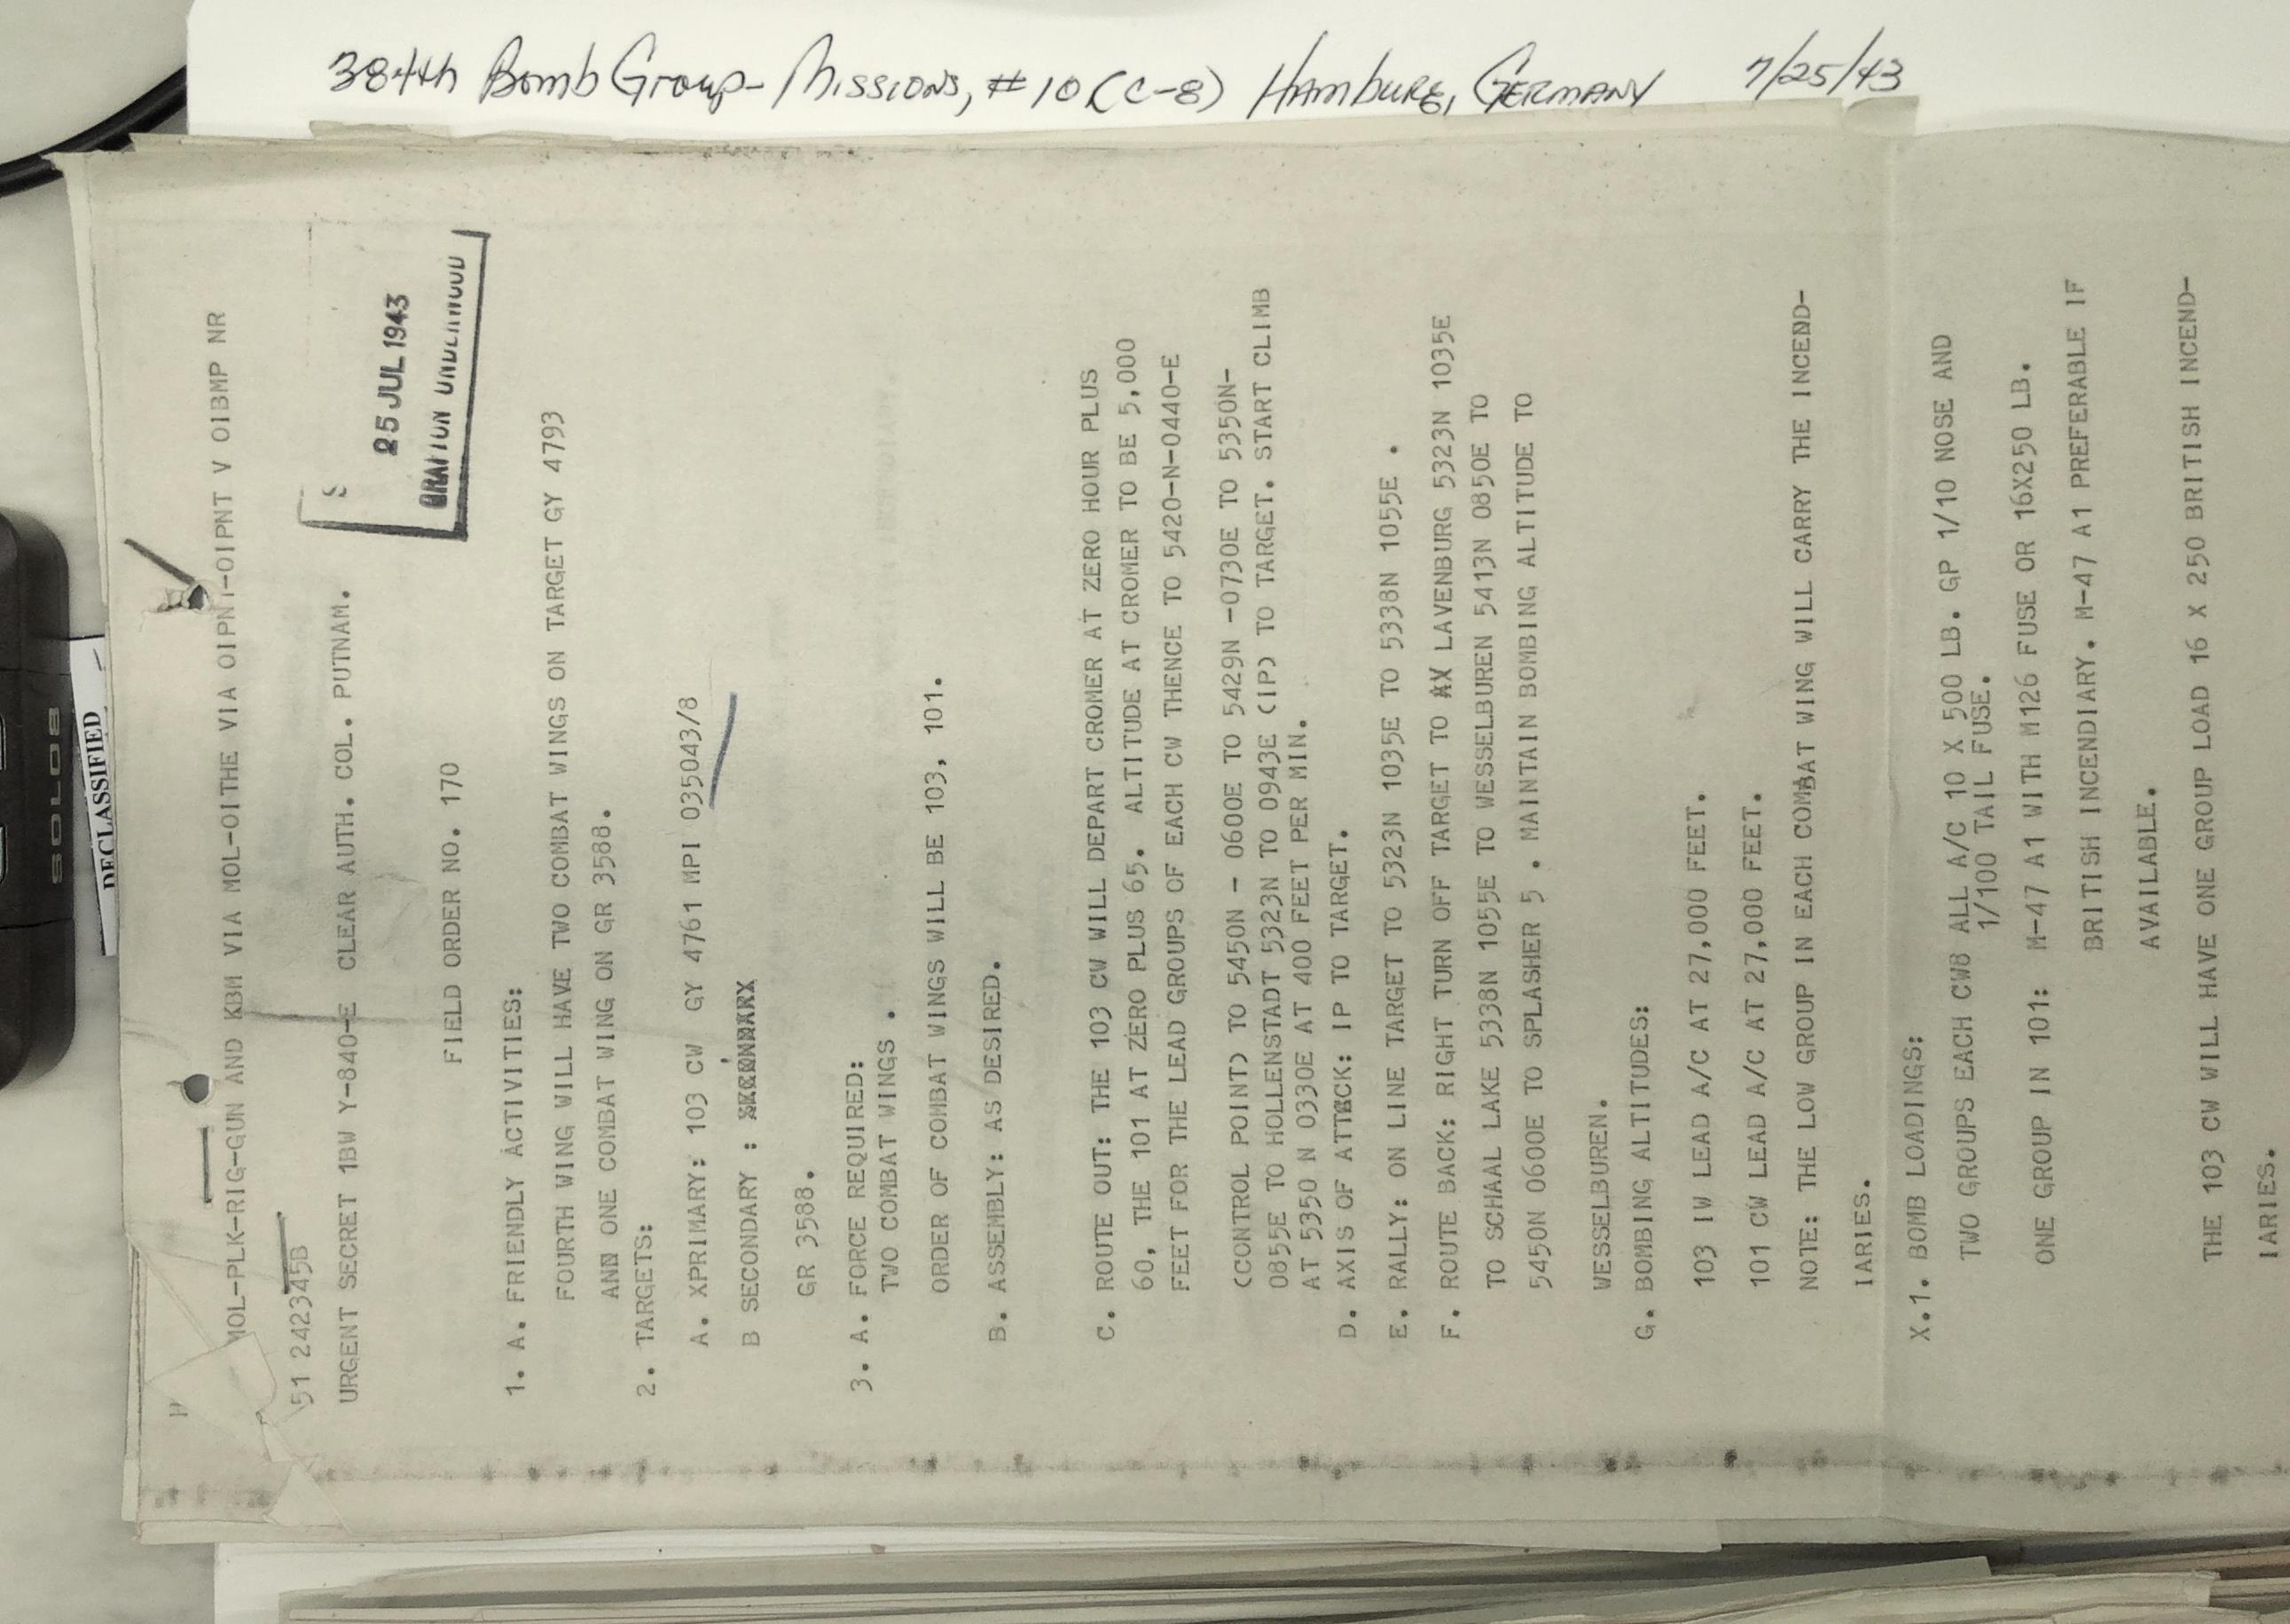 384th Bomb Group- Missions, #10 (C-8) Hamburg, Germany 7/25/43
SOLO8
DECLASSIFIED
MOL-PLK-RIG-GUN AND KBM VIA MOL-OITHE VIA OIPNT-OIPNT V OIBMP NR
51 242345B
S
25 JUL 1943
GRAFTON UNDERWOOD
URGENT SECRET 1BW Y-840-E CLEAR AUTH. COL. PUTNAM.
FIELD ORDER NO. 170
1. A. FRIENDLY ACTIVITIES:
FOURTH WING WILL HAVE TWO COMBAT WINGS ON TARGET GY 4793
AND ONE COMBAT WING ON GR 3588.
2. TARGETS:
A. XPRIMARY: 103 CW GY 4761 MPI 035043/8
B SECONDARY :
GR 3588.
3. A. FORCE REQUIRED:
TWO COMBAT WINGS .
ORDER OF COMBAT WINGS WILL BE 103, 101.
B. ASSEMBLY: AS DESIRED.
C. ROUTE OUT: THE 103 CW WILL DEPART CROMER AT ZERO HOUR PLUS
60, THE 101 AT ZERO PLUS 65. ALTITUDE AT CROMER TO BE 5,000
FEET FOR THE LEAD GROUPS OF EACH CW THENCE TO 5420-N-0440-E
(CONTROL POINT) TO 5450N - 0600E TO 5429N -0730E TO 5350N-
0855E TO HOLLENSTADT 5323N TO 0943E (IP) TO TARGET. START CLIMB
AT 5350 N 0330E AT 400 FEET PER MIN.
D. AXIS OF ATTACK: IP TO TARGET.
E. RALLY: ON LINE TARGET TO 5323N 1035E TO 5338N 1055E .
F. ROUTE BACK: RIGHT TURN OFF TARGET TO AX LAVENBURG 5323N 1035E
TO SCHAAL LAKE 5338N 1055E TO WESSELBUREN 5413N 0850E TO
5450N 0600E TO SPLASHER 5 . MAINTAIN BOMBING ALTITUDE TO
WESSELBUREN.
G. BOMBING ALTITUDES:
103 IW LEAD A/C AT 27,000 FEET.
101 CW LEAD A/C AT 27,000 FEET.
NOTE: THE LOW GROUP IN EACH COMBAT WING WILL CARRY THE INCEND-
IARIES.
X.1. BOMB LOADINGS:
TWO GROUPS EACH CW8 ALL A/C 10 X 500 LB. GP 1/10 NOSE AND
1/100 TAIL FUSE.
ONE GROUP IN 101: M-47 A1 WITH M126 FUSE OR 16X250 LB.
BRITISH INCENDIARY. M-47 A1 PREFERABLE IF
AVAILABLE.
THE 103 CW WILL HAVE ONE GROUP LOAD 16 X 250 BRITISH INCEND-
IARIES.